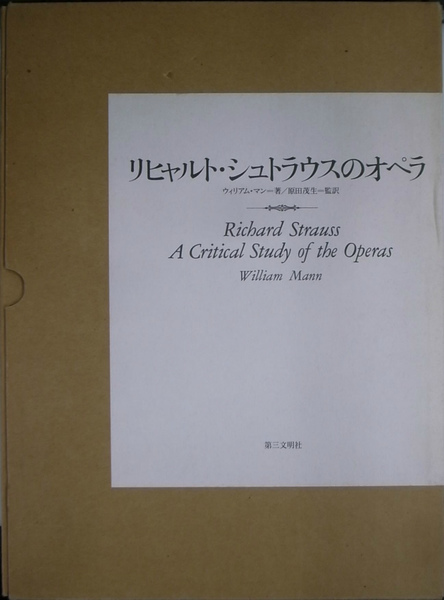 リヒャルト・シュトラウスのオペラ
ウィリアム・マン=著/原田茂生=監訳
Richard Strauss
A Critical Study of the Operas
William Mann
第三文明社